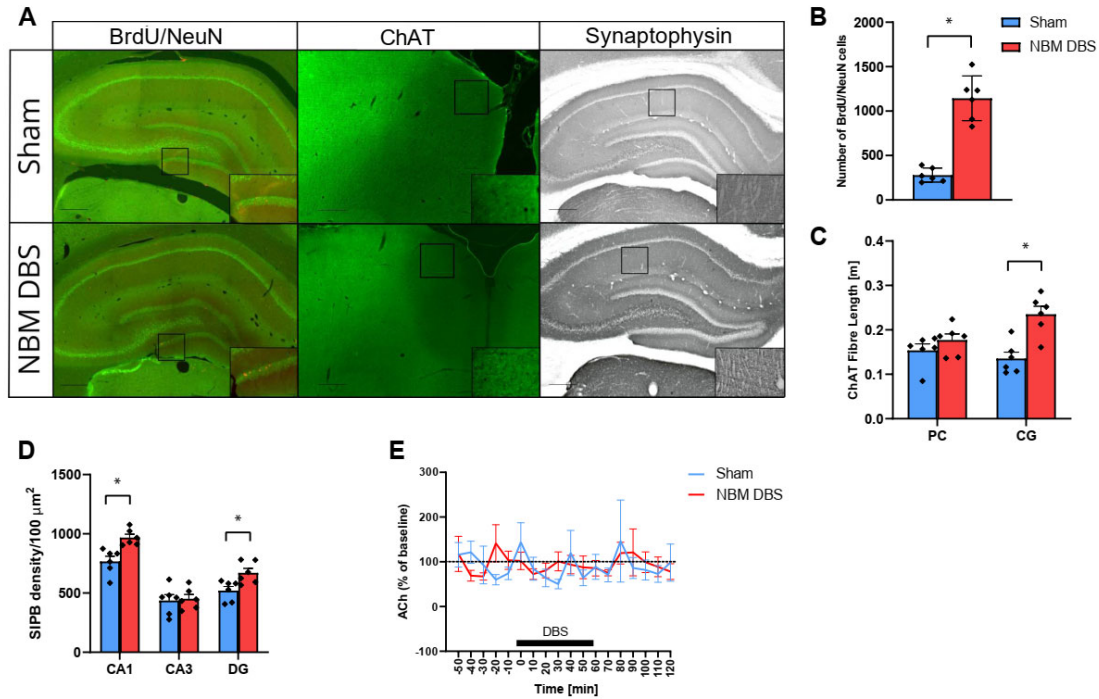 A
BrdU/NeuN
ChAT
Synaptophysin
Sham
NBM DBS
B
Number of BrdU/NeuN cells
2000
1500
1000
500
0
*
Sham
NBM DBS
C
ChAT Fibre Length [m]
0.4
0.3
0.2
0.1
0.0
*
PC
CG
D
SIPB density/100 µm²
1500
1000
500
0
*
*
CA1
CA3
DG
E
ACh (% of baseline)
300
200
100
0
-100
Sham
NBM DBS
DBS
-50 -40 -30 -20 -10 0 10 20 30 40 50 60 70 80 90 100 110 120
Time [min]